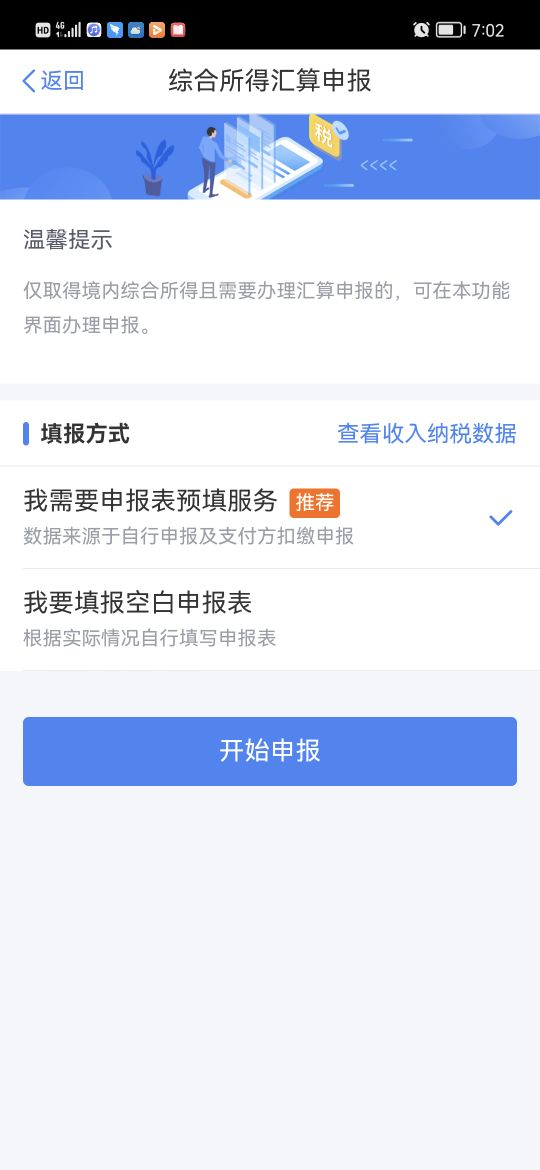 HD 4G 7:02
返回 综合所得汇算申报
税
温馨提示
仅取得境内综合所得且需要办理汇算申报的，可在本功能
界面办理申报。
填报方式 查看收入纳税数据
我需要申报表预填服务 推荐
数据来源于自行申报及支付方扣缴申报
我要填报空白申报表
根据实际情况自行填写申报表
开始申报